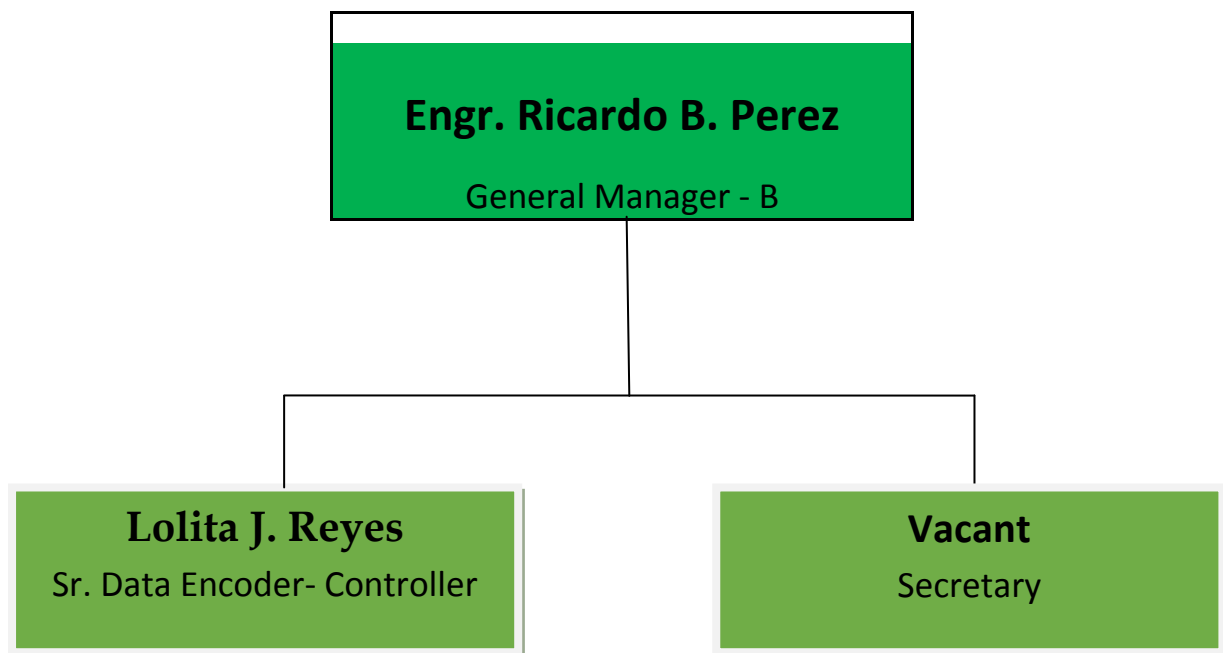 Engr. Ricardo B. Perez
General Manager - B
Lolita J. Reyes
Sr. Data Encoder- Controller
Vacant
Secretary